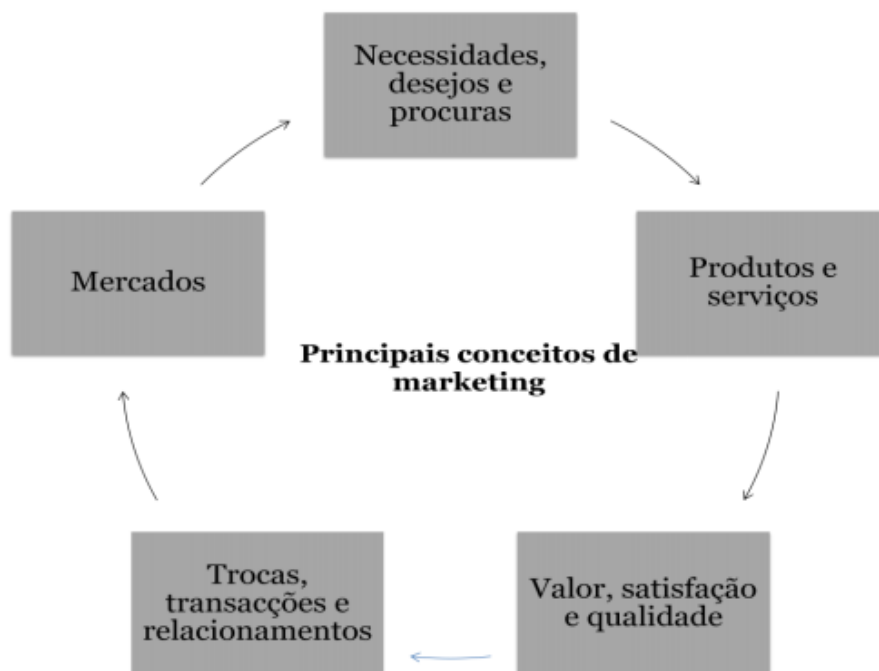 Necessidades,
desejos e
procuras
Produtos e
serviços
Valor, satisfação
e qualidade
Trocas,
transacções e
relacionamentos
Mercados
Principais conceitos de
marketing